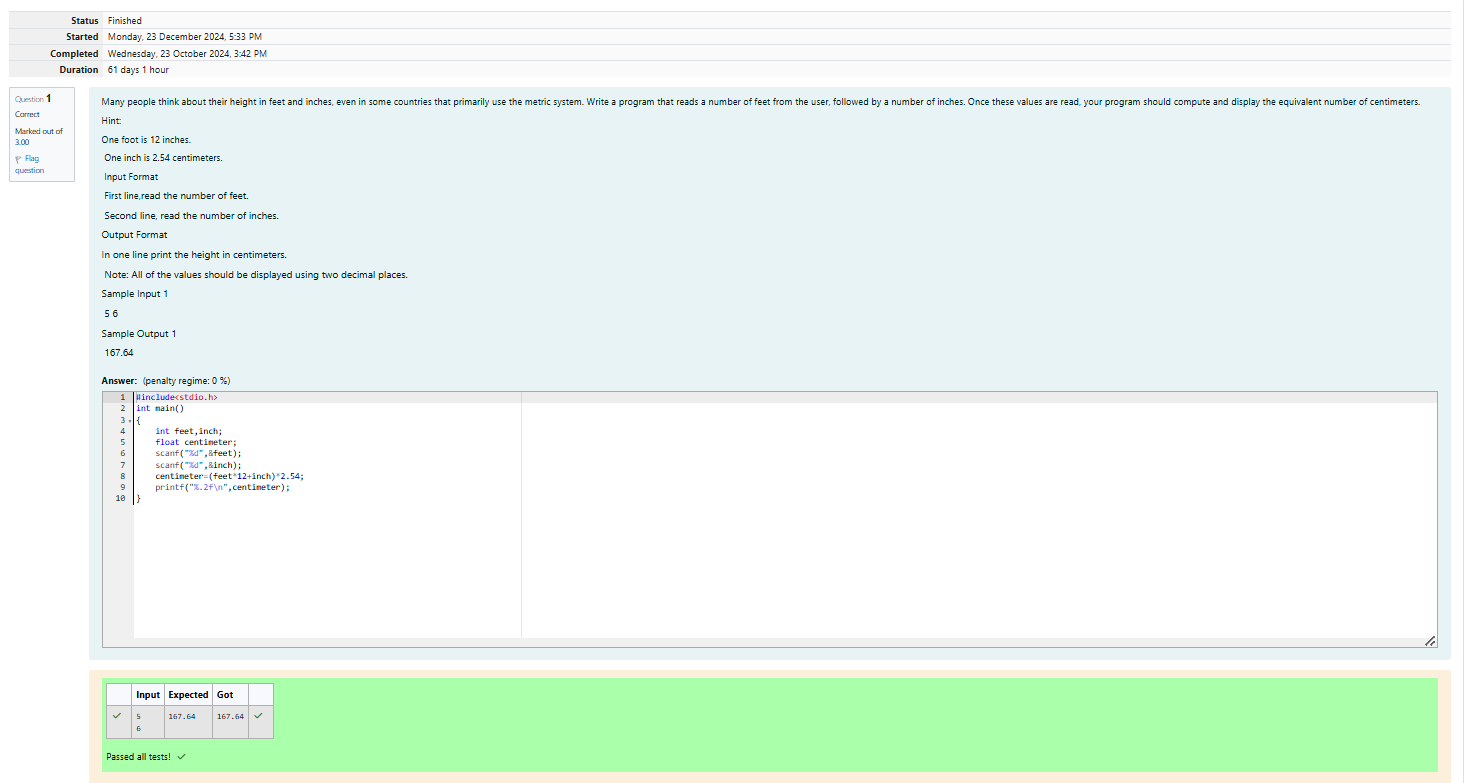 Status Finished
Started Monday, 23 December 2024, 5:33 PM
Completed Wednesday, 23 October 2024, 3:42 PM
Duration 61 days 1 hour
Question 1
Correct
Marked out of
3.00
Flag
question
Many people think about their height in feet and inches, even in some countries that primarily use the metric system. Write a program that reads a number of feet from the user, followed by a number of inches. Once these values are read, your program should compute and display the equivalent number of centimeters.
Hint:
One foot is 12 inches.
One inch is 2.54 centimeters.
Input Format
First line,read the number of feet.
Second line, read the number of inches.
Output Format
In one line print the height in centimeters.
Note: All of the values should be displayed using two decimal places.
Sample Input 1
5 6
Sample Output 1
167.64
Answer: (penalty regime: 0 %)
1 #include<stdio.h>
2 int main()
3 {
4 int feet,inch;
5 float centimeter;
6 scanf("%d",&feet);
7 scanf("%d",&inch);
8 centimeter=(feet*12+inch)*2.54;
9 printf("%.2f\n",centimeter);
10 }
Input Expected Got
5 167.64 167.64
6
Passed all tests!